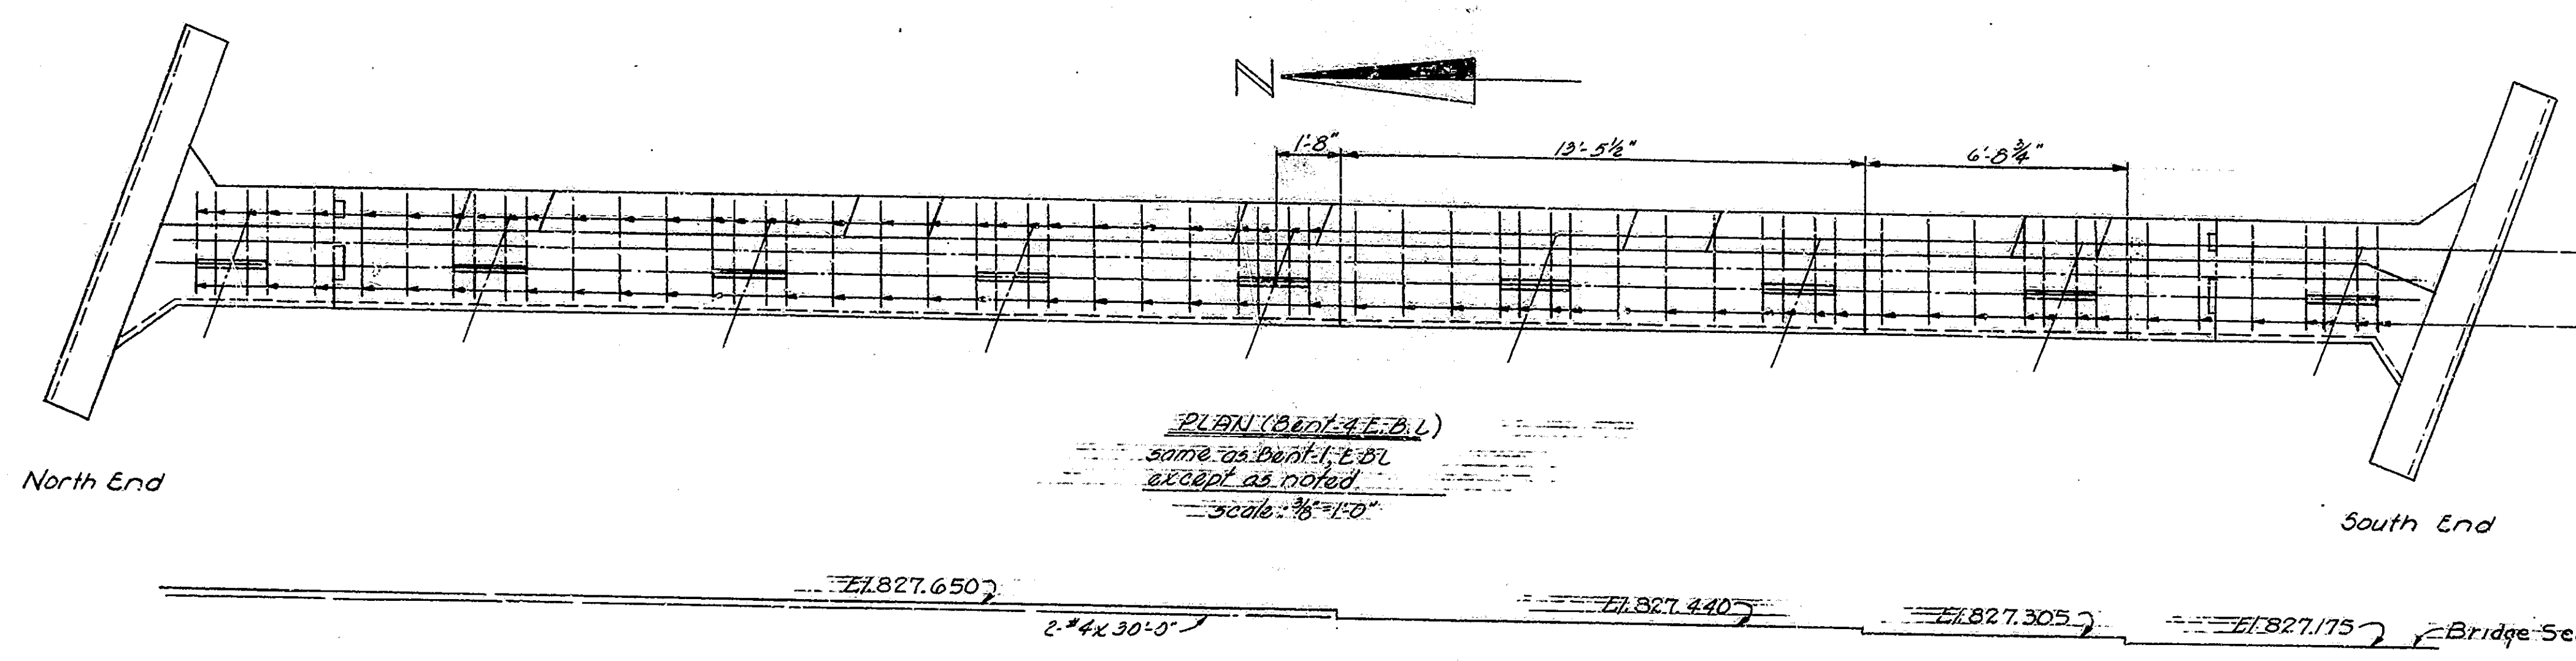 N
1'-8"
13'-5½"
6'-8¾"
PLAN (Bent-4 E.B.L)
same as Bent-1, EBL
except as noted
scale: ⅜"=1'-0"
North End
South End
El. 827.650
El. 827.440
El. 827.305
El. 827.175
Bridge Se
2-#4x30'-0"